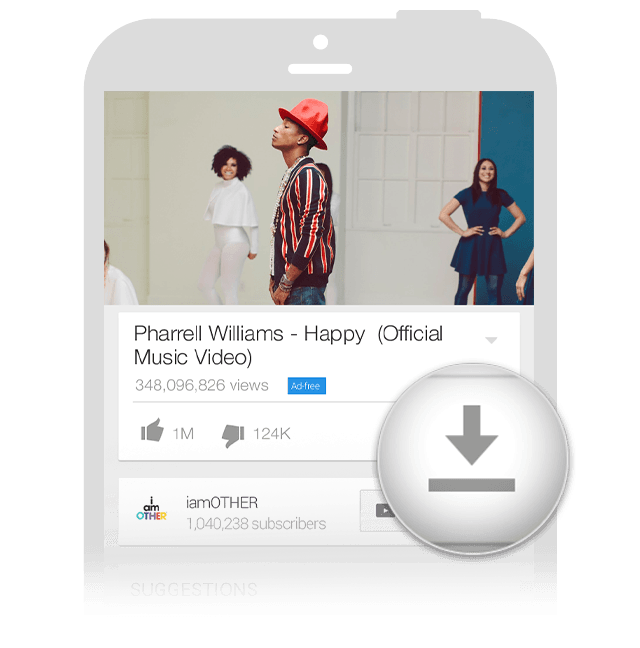 Pharrell Williams - Happy (Official
Music Video)
348,096,826 views
Ad-free
1M
124K
i
am
OTHER
iamOTHER
1,040,238 subscribers
SUGGESTIONS